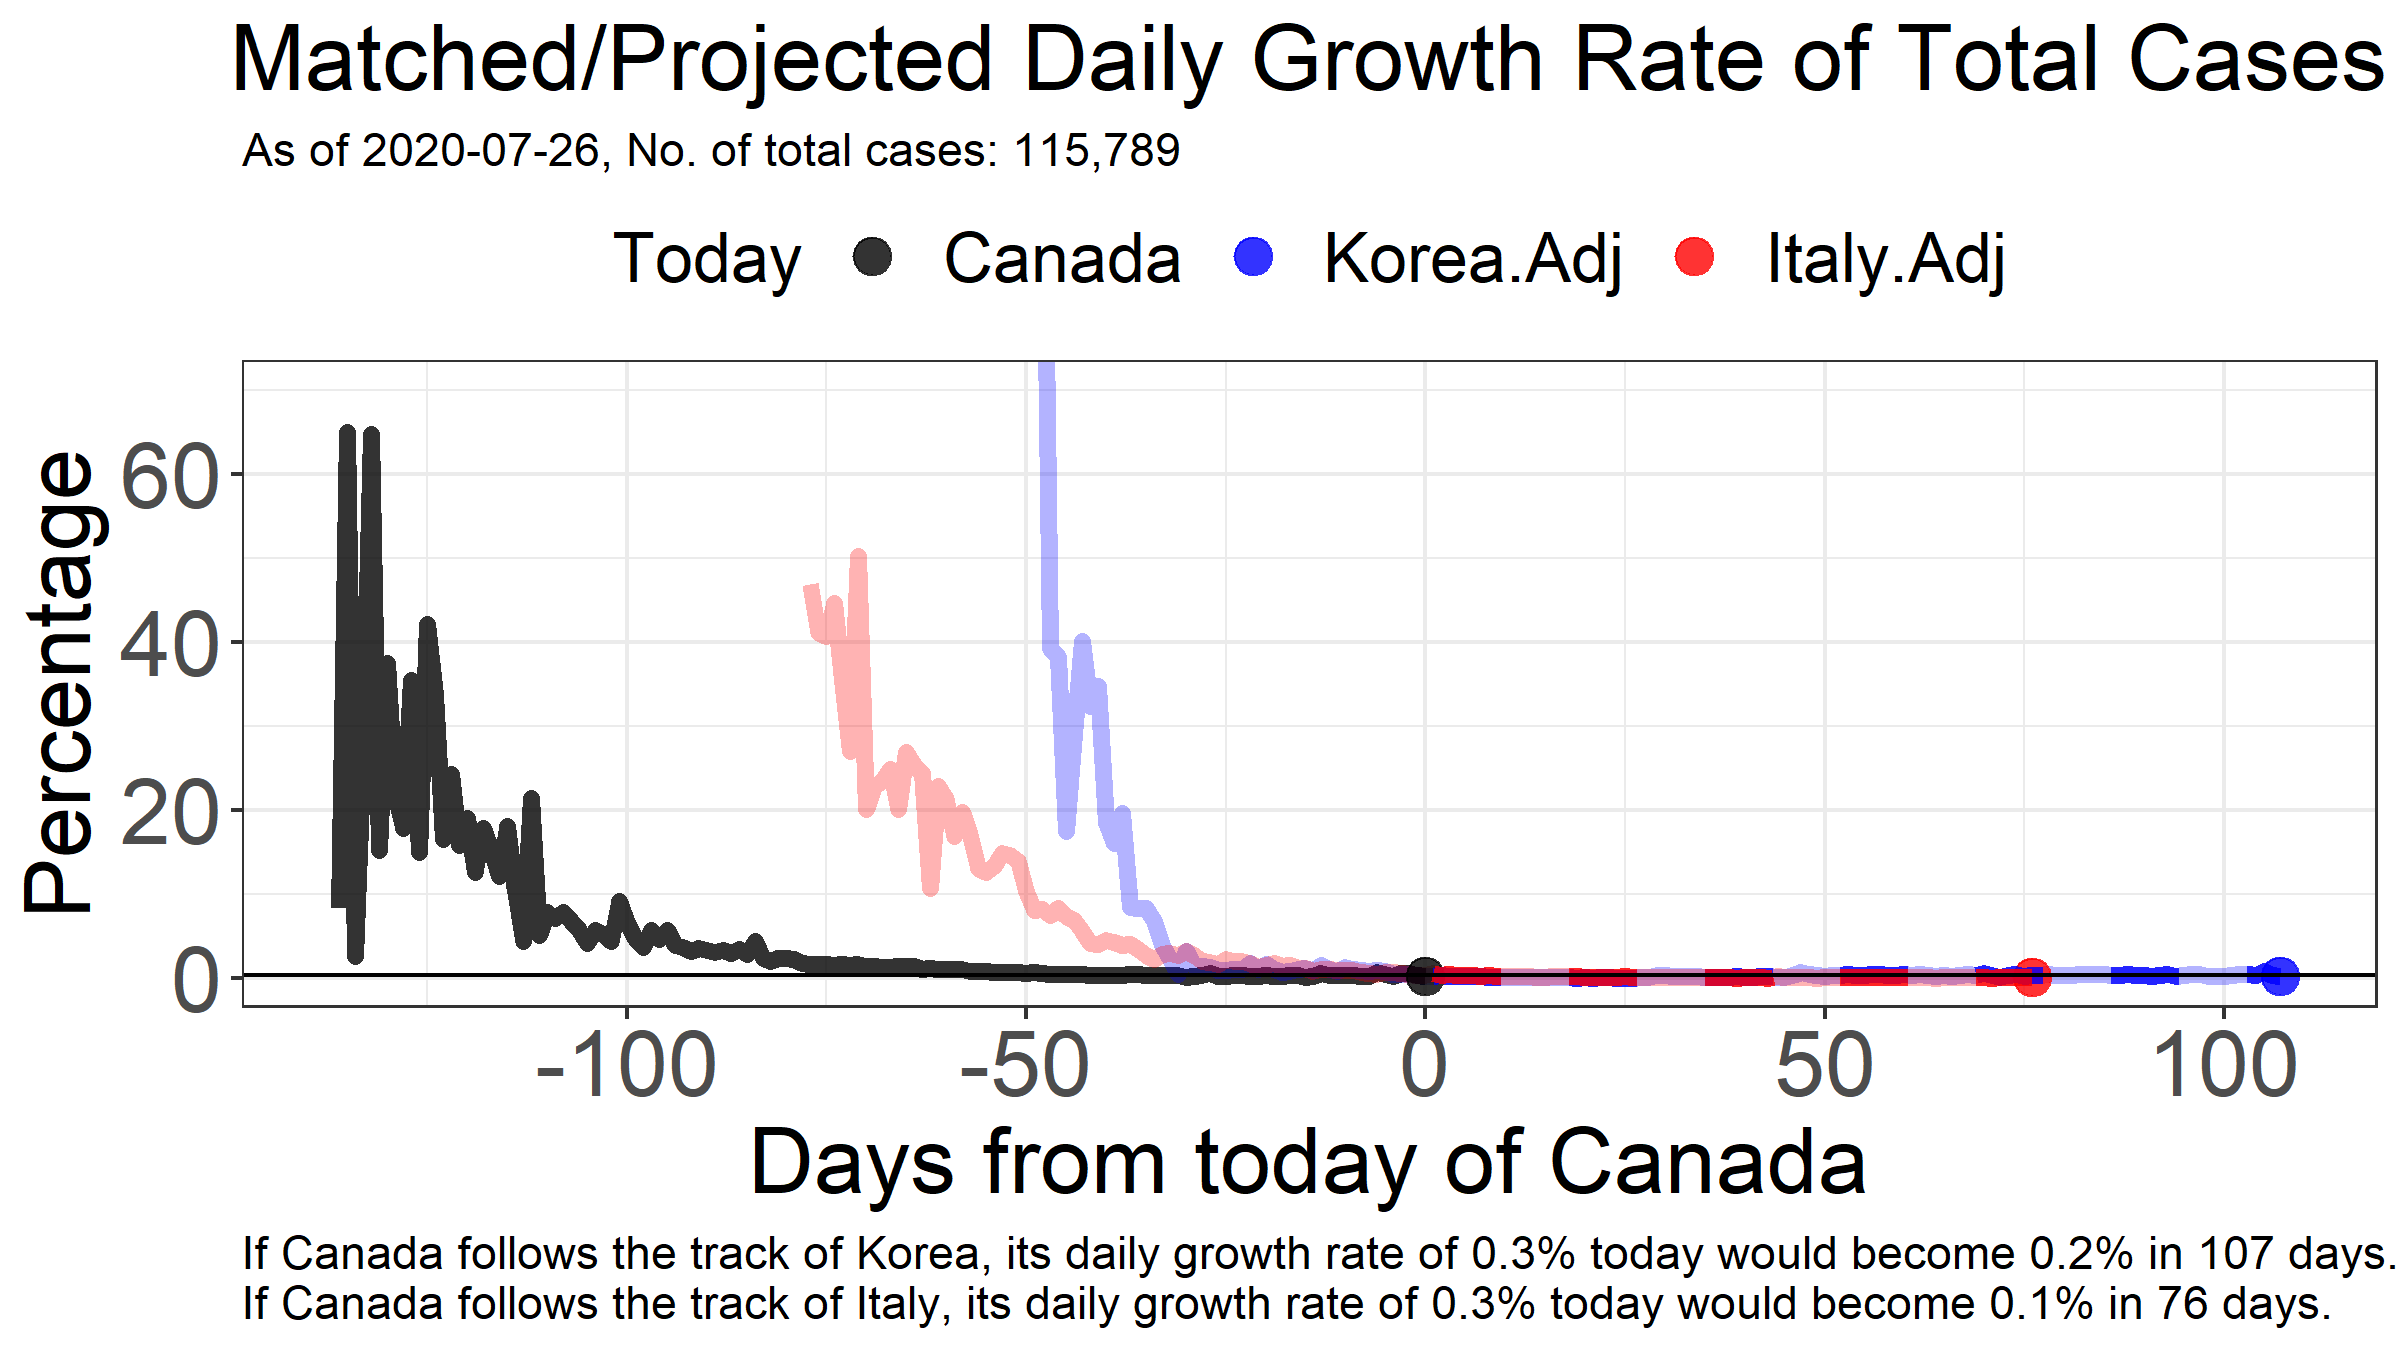 Matched/Projected Daily Growth Rate of Total Cases
As of 2020-07-26, No. of total cases: 115,789
Today Canada Korea.Adj Italy.Adj
Percentage
60
40
20
0
-100 -50 0 50 100
Days from today of Canada
If Canada follows the track of Korea, its daily growth rate of 0.3% today would become 0.2% in 107 days.
If Canada follows the track of Italy, its daily growth rate of 0.3% today would become 0.1% in 76 days.